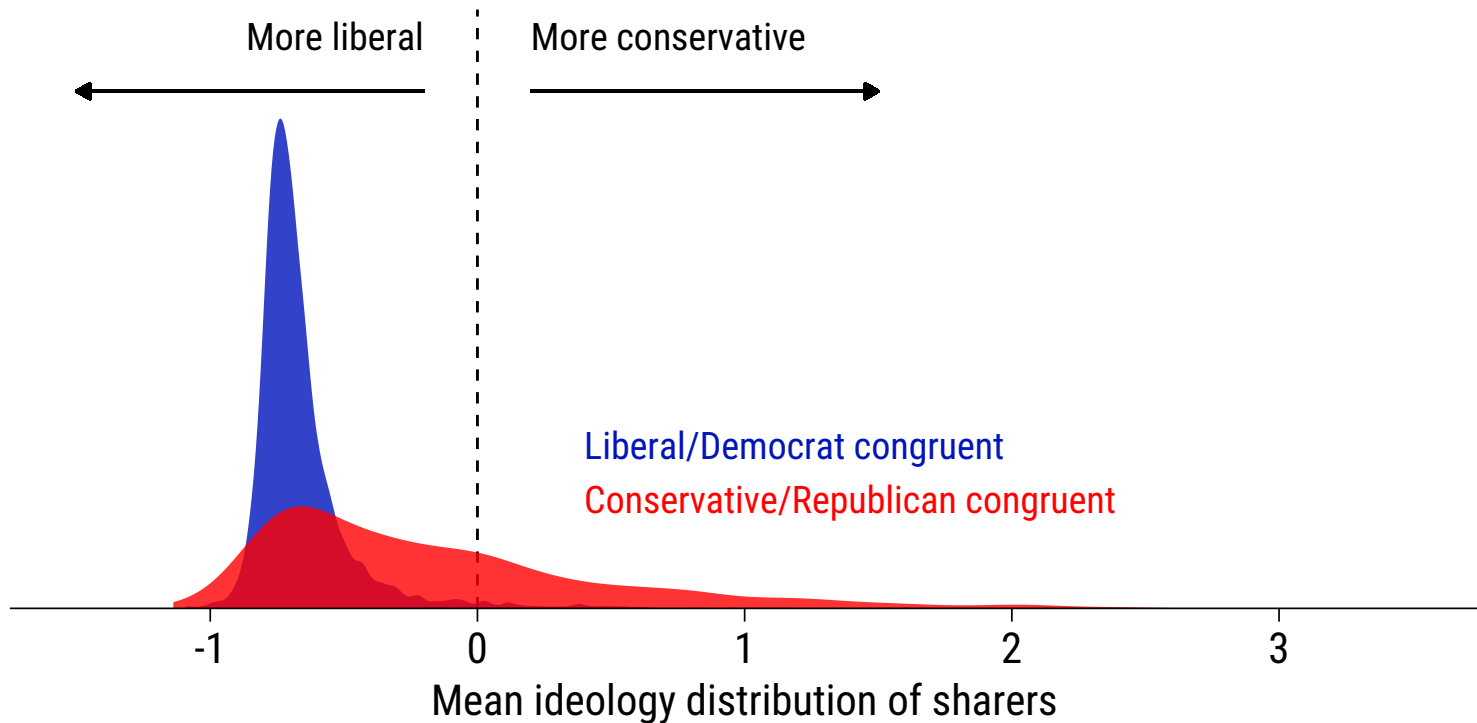 More liberal
More conservative
Liberal/Democrat congruent
Conservative/Republican congruent
-1 0 1 2 3
Mean ideology distribution of sharers